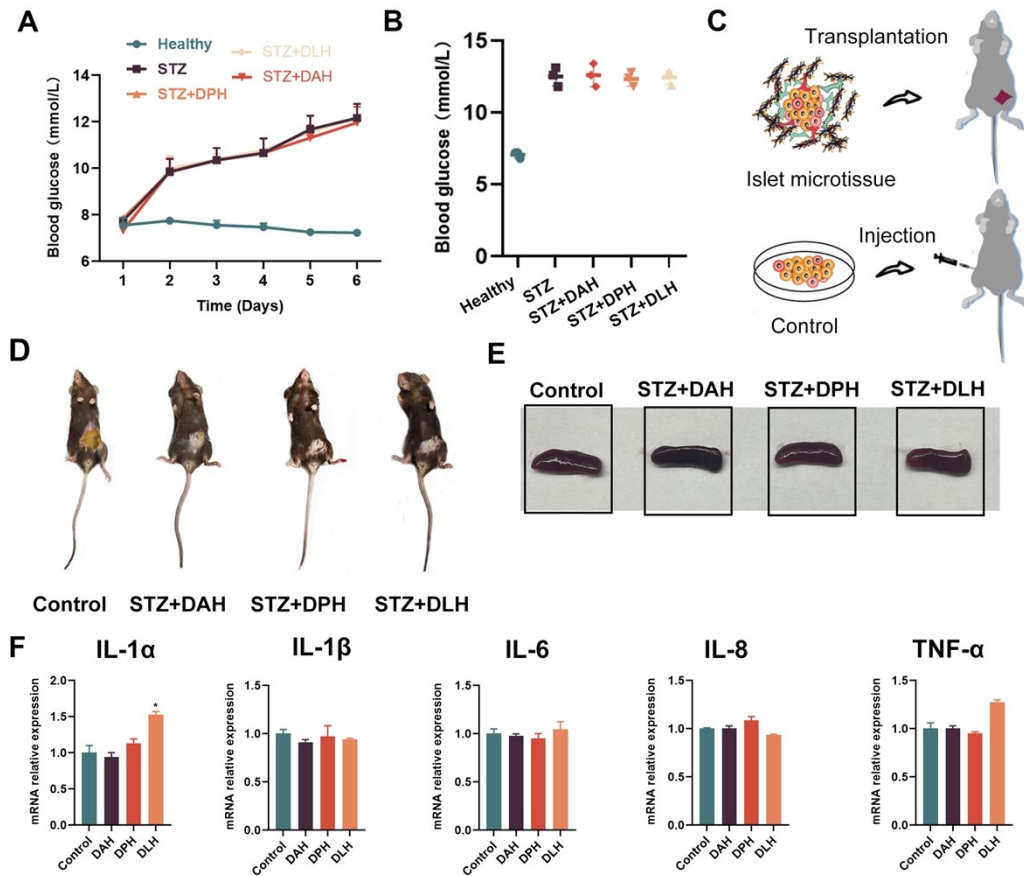 A
Healthy
STZ
STZ+DPH
STZ+DLH
STZ+DAH
Blood glucose (mmol/L)
14
12
10
8
6
1 2 3 4 5 6
Time (Days)
B
Blood glucose (mmol/L)
15
10
5
0
Healthy STZ STZ+DAH STZ+DPH STZ+DLH
C
Transplantation
Islet microtissue
Injection
Control
D
Control STZ+DAH STZ+DPH STZ+DLH
E
Control STZ+DAH STZ+DPH STZ+DLH
F
IL-1α
mRNA relative expression
2.0
1.5
1.0
0.5
0.0
*
Control DAH DPH DLH
IL-1β
mRNA relative expression
1.5
1.0
0.5
0.0
Control DAH DPH DLH
IL-6
mRNA relative expression
1.5
1.0
0.5
0.0
Control DAH DPH DLH
IL-8
mRNA relative expression
1.5
1.0
0.5
0.0
Control DAH DPH DLH
TNF-α
mRNA relative expression
1.5
1.0
0.5
0.0
Control DAH DPH DLH